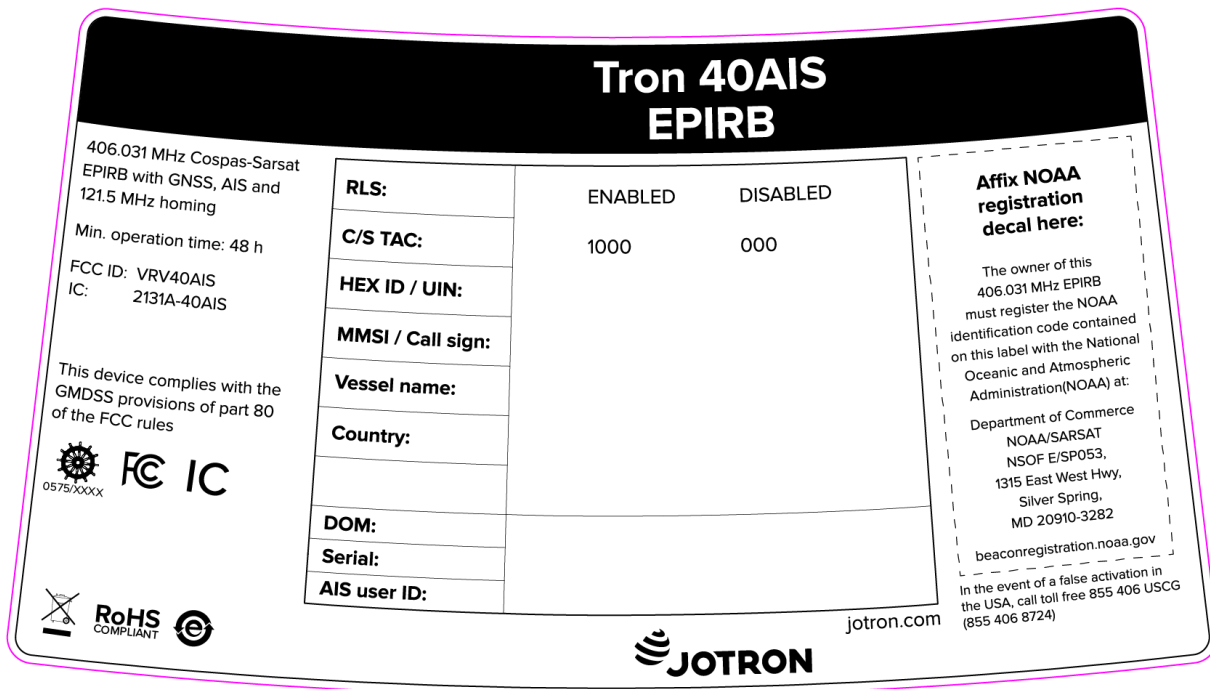 Tron 40AIS
EPIRB
406.031 MHz Cospas-Sarsat
EPIRB with GNSS, AIS and
121.5 MHz homing
Min. operation time: 48 h
FCC ID: VRV40AIS
IC: 2131A-40AIS
This device complies with the
GMDSS provisions of part 80
of the FCC rules
0575/XXXX
FC IC
RoHS
COMPLIANT
e
RLS: ENABLED DISABLED
C/S TAC: 1000 000
HEX ID / UIN:
MMSI / Call sign:
Vessel name:
Country:
DOM:
Serial:
AIS user ID:
jotron.com
JOTRON
Affix NOAA
registration
decal here:
The owner of this
406.031 MHz EPIRB
must register the NOAA
identification code contained
on this label with the National
Oceanic and Atmospheric
Administration(NOAA) at:
Department of Commerce
NOAA/SARSAT
NSOF E/SP053,
1315 East West Hwy,
Silver Spring,
MD 20910-3282
beaconregistration.noaa.gov
In the event of a false activation in
the USA, call toll free 855 406 USCG
(855 406 8724)